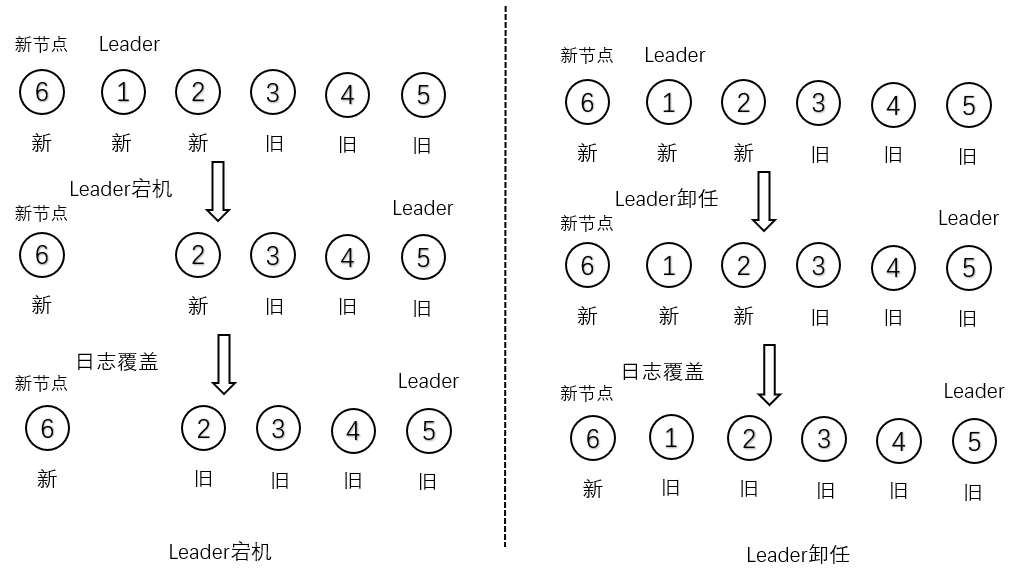 新节点 Leader
6 1 2 3 4 5
新 新 新 旧 旧 旧
Leader宕机
新节点 Leader
6 2 3 4 5
新 新 旧 旧 旧
日志覆盖
新节点 Leader
6 2 3 4 5
新 旧 旧 旧 旧
Leader宕机
新节点 Leader
6 1 2 3 4 5
新 新 新 旧 旧 旧
Leader卸任
新节点 Leader
6 1 2 3 4 5
新 新 新 旧 旧 旧
日志覆盖
新节点 Leader
6 1 2 3 4 5
新 旧 旧 旧 旧 旧
Leader卸任